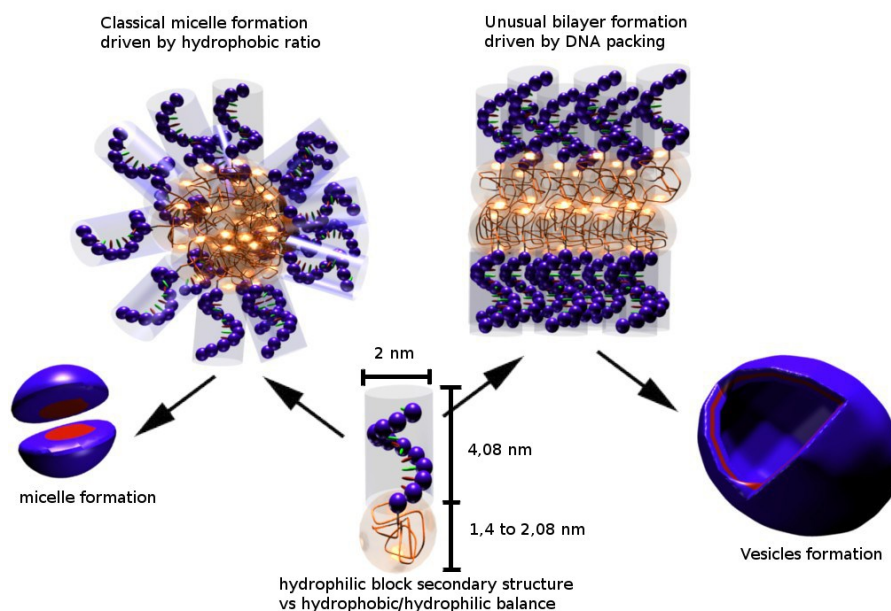 Classical micelle formation
driven by hydrophobic ratio
Unusual bilayer formation
driven by DNA packing
2 nm
4,08 nm
micelle formation
1,4 to 2,08 nm
Vesicles formation
hydrophilic block secondary structure
vs hydrophobic/hydrophilic balance